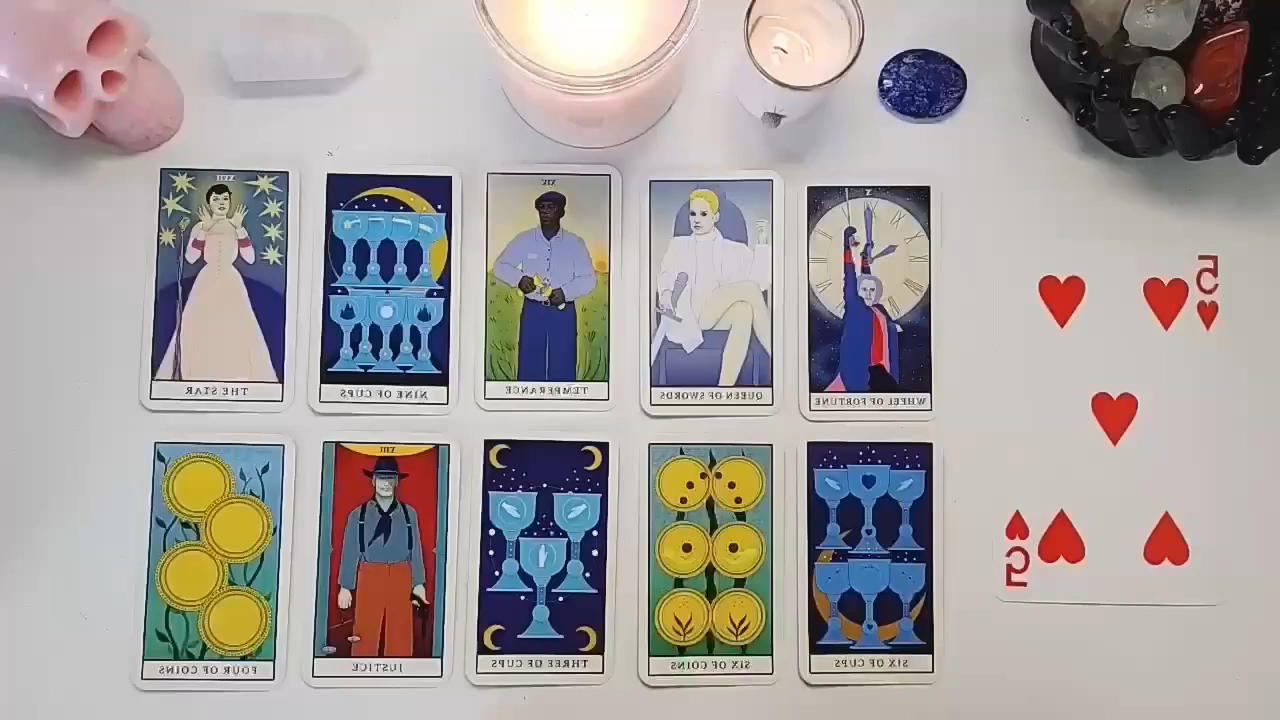 XVII
XIV
X
THE STAR
NINE OF CUPS
TEMPERANCE
QUEEN OF SWORDS
WHEEL OF FORTUNE
5
VIII
5
FOUR OF COINS
JUSTICE
THREE OF CUPS
SIX OF COINS
SIX OF CUPS